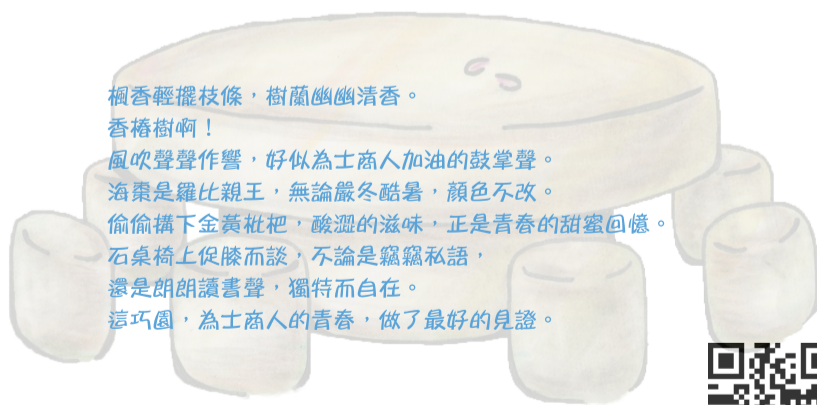 楓香輕擺枝條，樹蘭幽幽清香。
香樁樹啊！
風吹聲聲作響，好似為士商人加油的鼓掌聲。
海棗是羅比親王，無論嚴冬酷暑，顏色不改。
偷偷摘下金黃枇杷，酸澀的滋味，正是青春的甜蜜回憶。
石桌椅上促膝而談，不論是竊竊私語，
還是朗朗讀書聲，獨特而自在。
這巧園，為士商人的青春，做了最好的見證。